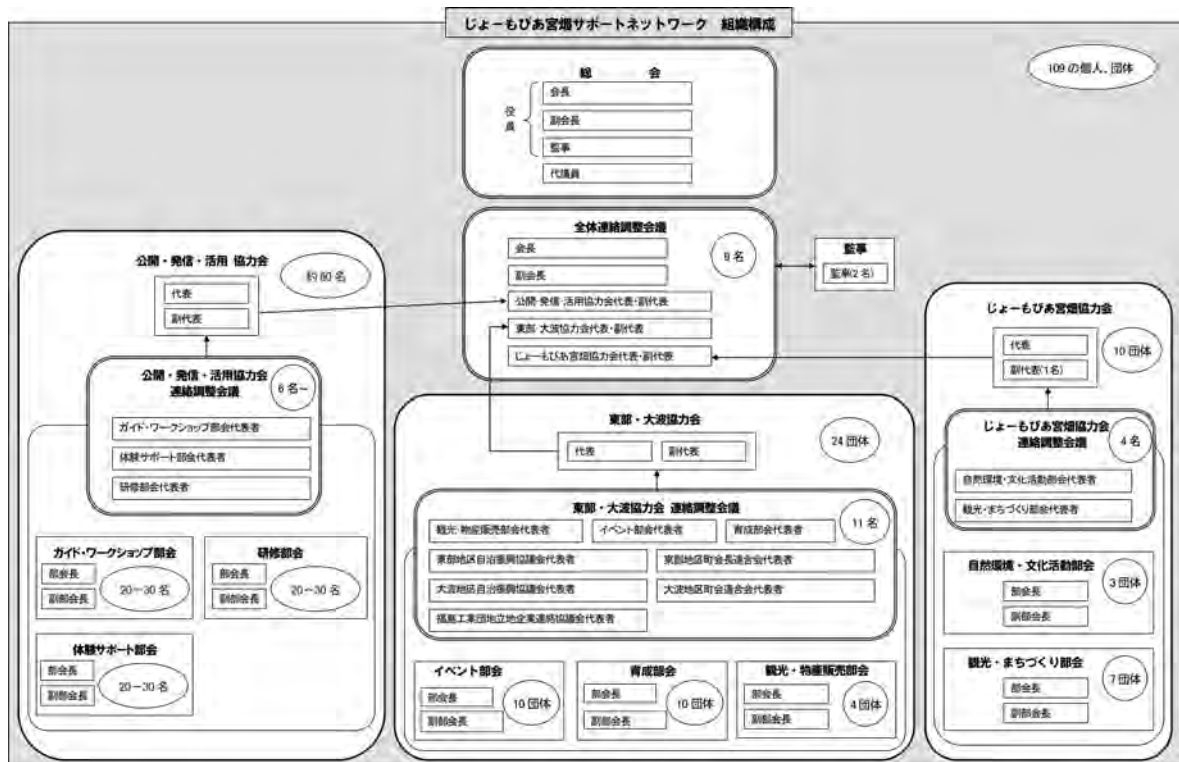 じょーもぴあ宮畑サポートネットワーク 組織構成
109の個人、団体
総 会
役員
会長
副会長
監事
代議員
全体連絡調整会議
9名
会長
副会長
公開・発信・活用協力会代表・副代表
東部・大波協力会代表・副代表
じょーもぴあ宮畑協力会代表・副代表
監事
監事(2名)
公開・発信・活用 協力会
約60名
代表
副代表
公開・発信・活用協力会
連絡調整会議
6名~
ガイド・ワークショップ部会代表者
体験サポート部会代表者
研修部会代表者
ガイド・ワークショップ部会
部会長
副部会長
20~30名
研修部会
部会長
副部会長
20~30名
体験サポート部会
部会長
副部会長
20~30名
東部・大波協力会
24団体
代表
副代表
東部・大波協力会 連絡調整会議
11名
観光・物産販売部会代表者
イベント部会代表者
育成部会代表者
東部地区自治振興協議会代表者
東部地区町会長連合会代表者
大波地区自治振興協議会代表者
大波地区町会連合会代表者
福島工業団地立地企業連絡協議会代表者
イベント部会
部会長
副部会長
10団体
育成部会
部会長
副部会長
10団体
観光・物産販売部会
部会長
副部会長
4団体
じょーもぴあ宮畑協力会
代表
副代表(1名)
10団体
じょーもぴあ宮畑協力会
連絡調整会議
4名
自然環境・文化活動部会代表者
観光・まちづくり部会代表者
自然環境・文化活動部会
部会長
副部会長
3団体
観光・まちづくり部会
部会長
副部会長
7団体